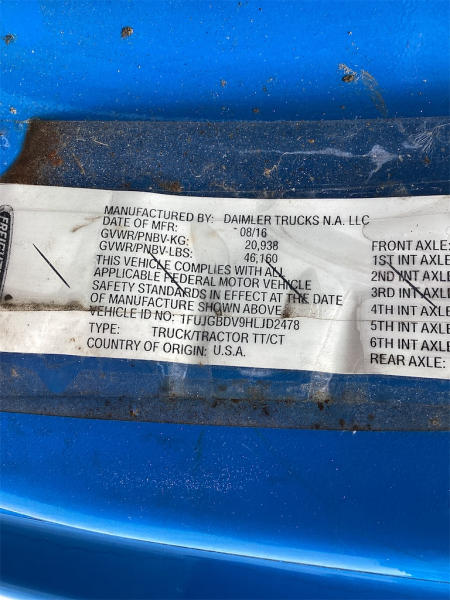 MANUFACTURED BY: DAIMLER TRUCKS N.A. LLC
DATE OF MFR: 08/16
GVWR/PNBV-KG: 20,938
GVWR/PNBV-LBS: 46,160
THIS VEHICLE COMPLIES WITH ALL
APPLICABLE FEDERAL MOTOR VEHICLE
SAFETY STANDARDS IN EFFECT AT THE DATE
OF MANUFACTURE SHOWN ABOVE
VEHICLE ID NO.: 1FUJGBDV9HLJD2478
TYPE: TRUCK/TRACTOR TT/CT
COUNTRY OF ORIGIN: U.S.A.
FRONT AXLE:
1ST INT AXLE:
2ND INT AXLE:
3RD INT AXLE:
4TH INT AXLE:
5TH INT AXLE:
6TH INT AXLE:
REAR AXLE: